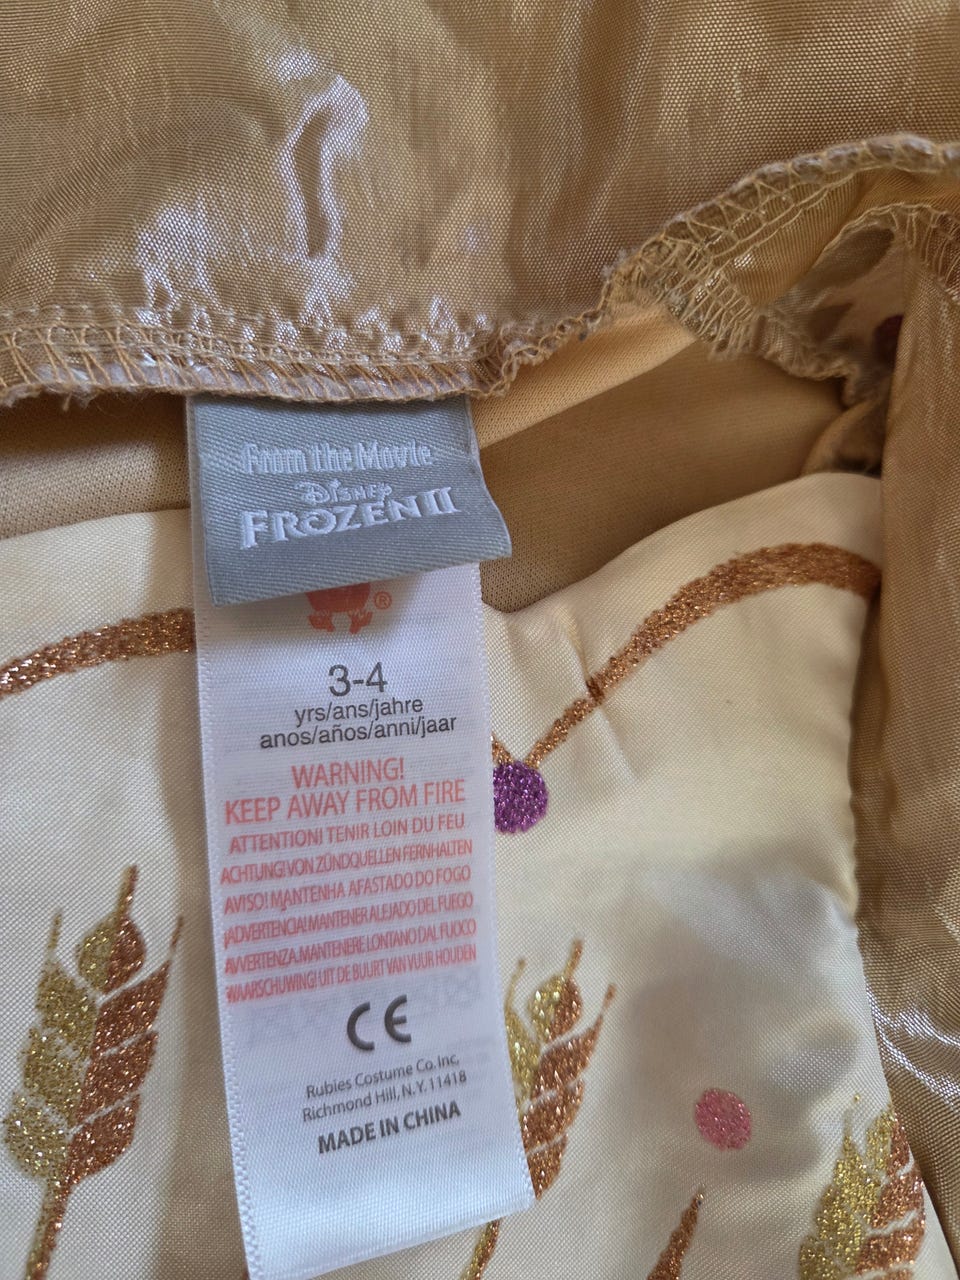 From the Movie
DISNEY
FROZEN II
®
3-4
yrs/ans/jahre
anos/años/anni/jaar
WARNING!
KEEP AWAY FROM FIRE
ATTENTION! TENIR LOIN DU FEU
ACHTUNG! VON ZÜNDQUELLEN FERNHALTEN
AVISO! MANTENHA AFASTADO DO FOGO
¡ADVERTENCIA! MANTENER ALEJADO DEL FUEGO
AVVERTENZA. MANTENERE LONTANO DAL FUOCO
WAARSCHUWING! UIT DE BUURT VAN VUUR HOUDEN
CE
Rubies Costume Co. Inc,
Richmond Hill, N.Y. 11418
MADE IN CHINA